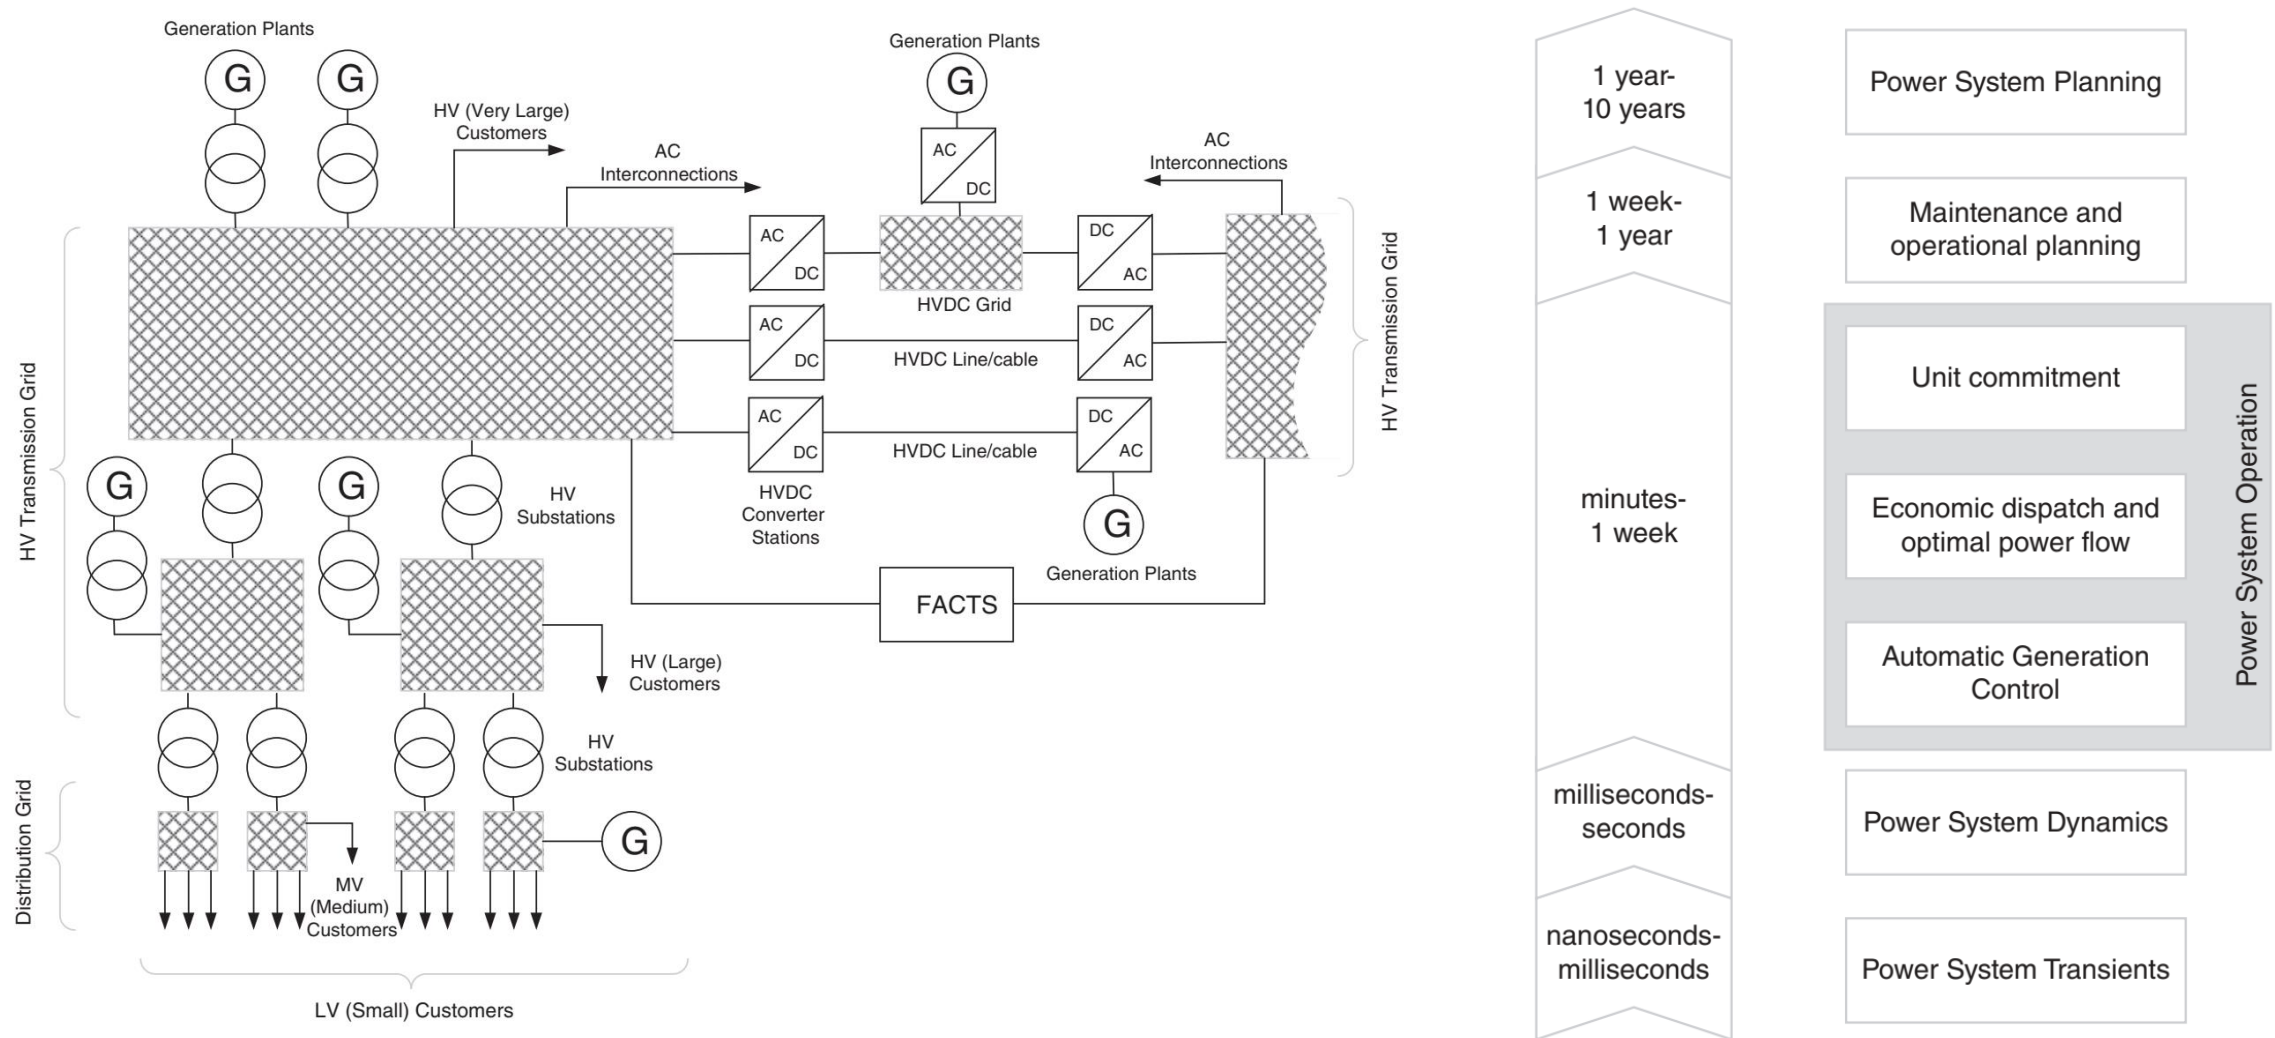 Generation Plants
G
G
HV (Very Large)
Customers
AC
Interconnections
Generation Plants
G
AC
DC
AC
Interconnections
AC
DC
HVDC Grid
DC
AC
AC
DC
HVDC Line/cable
DC
AC
AC
DC
HVDC Line/cable
DC
AC
HV Transmission Grid
HV Transmission Grid
G
G
HV
Substations
HVDC
Converter
Stations
G
Generation Plants
FACTS
HV (Large)
Customers
HV
Substations
Distribution Grid
G
MV
(Medium)
Customers
LV (Small) Customers
1 year-
10 years
Power System Planning
1 week-
1 year
Maintenance and
operational planning
minutes-
1 week
Unit commitment
Economic dispatch and
optimal power flow
Automatic Generation
Control
Power System Operation
milliseconds-
seconds
Power System Dynamics
nanoseconds-
milliseconds
Power System Transients